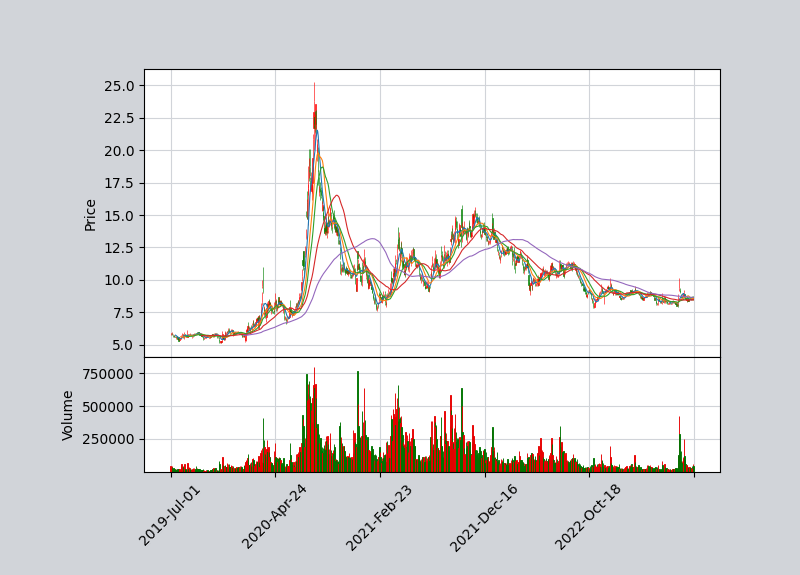 25.0
22.5
20.0
17.5
15.0
12.5
10.0
7.5
5.0
Price
750000
500000
250000
Volume
2019-Jul-01
2020-Apr-24
2021-Feb-23
2021-Dec-16
2022-Oct-18